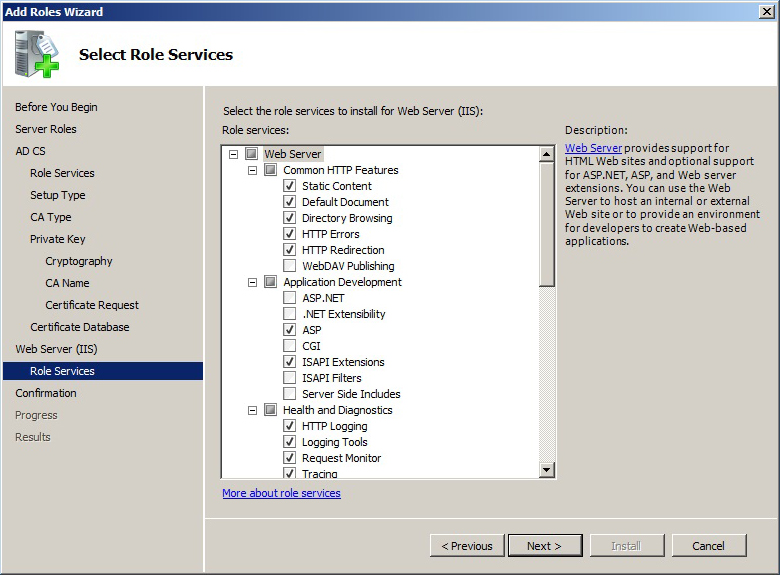 Add Roles Wizard
Select Role Services
Before You Begin
Server Roles
AD CS
Role Services
Setup Type
CA Type
Private Key
Cryptography
CA Name
Certificate Request
Certificate Database
Web Server (IIS)
Role Services
Confirmation
Progress
Results
Select the role services to install for Web Server (IIS):
Role services:
Web Server
Common HTTP Features
Static Content
Default Document
Directory Browsing
HTTP Errors
HTTP Redirection
WebDAV Publishing
Application Development
ASP.NET
.NET Extensibility
ASP
CGI
ISAPI Extensions
ISAPI Filters
Server Side Includes
Health and Diagnostics
HTTP Logging
Logging Tools
Request Monitor
Tracing
More about role services
Description:
Web Server provides support for
HTML Web sites and optional support
for ASP.NET, ASP, and Web server
extensions. You can use the Web
Server to host an internal or external
Web site or to provide an environment
for developers to create Web-based
applications.
< Previous
Next >
Install
Cancel